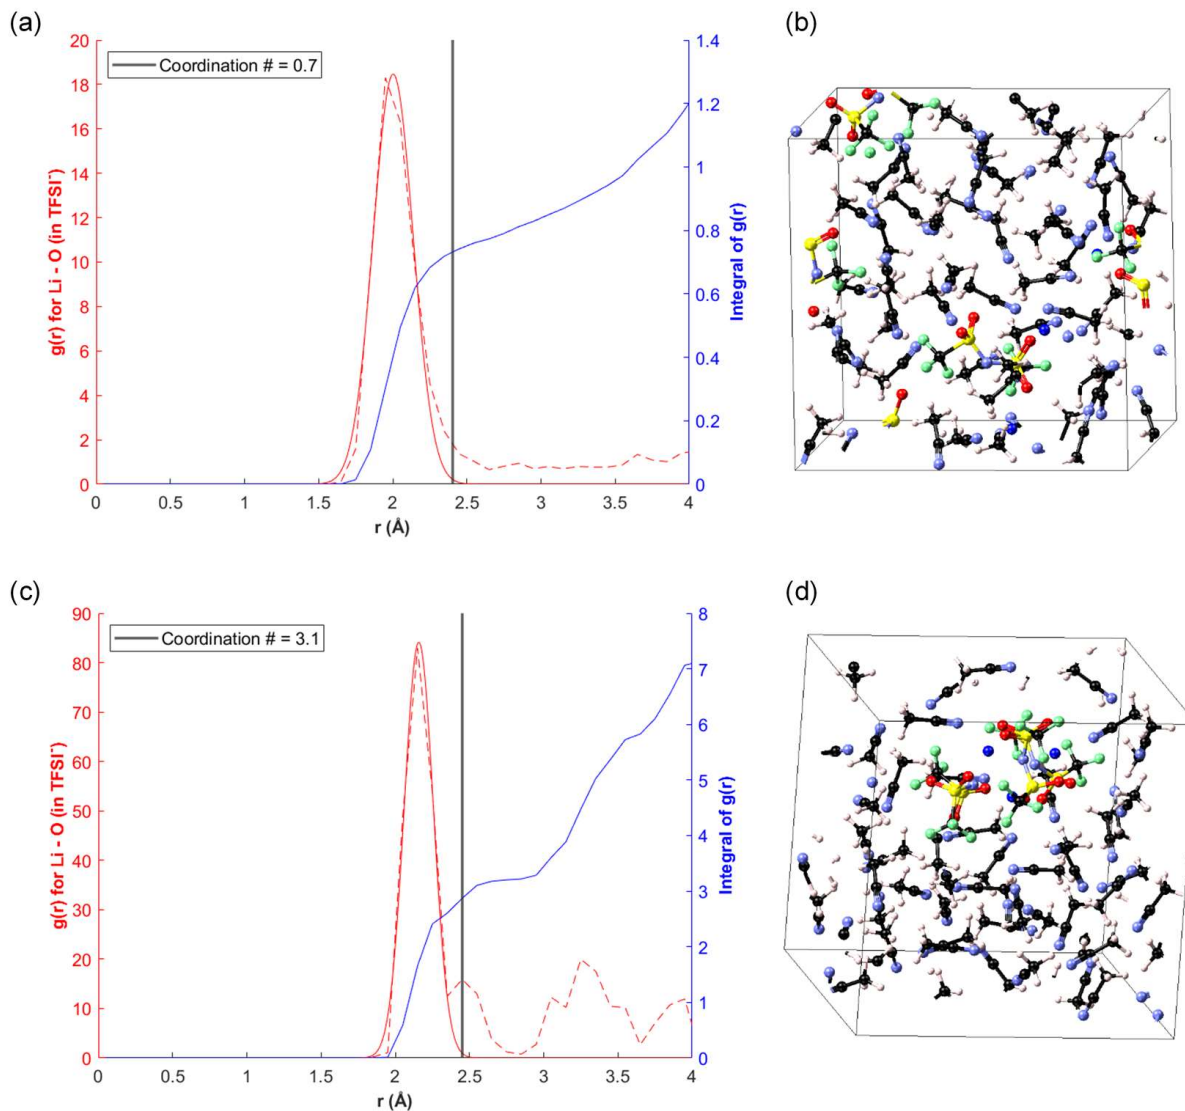 (a)
Coordination # = 0.7
20
18
16
14
12
10
8
6
4
2
0
g(r) for Li - O (in TFSI⁻)
1.4
1.2
1
0.8
0.6
0.4
0.2
0
Integral of g(r)
0 0.5 1 1.5 2 2.5 3 3.5 4
r (Å)
(b)
(c)
Coordination # = 3.1
90
80
70
60
50
40
30
20
10
0
g(r) for Li - O (in TFSI⁻)
8
7
6
5
4
3
2
1
0
Integral of g(r)
0 0.5 1 1.5 2 2.5 3 3.5 4
r (Å)
(d)